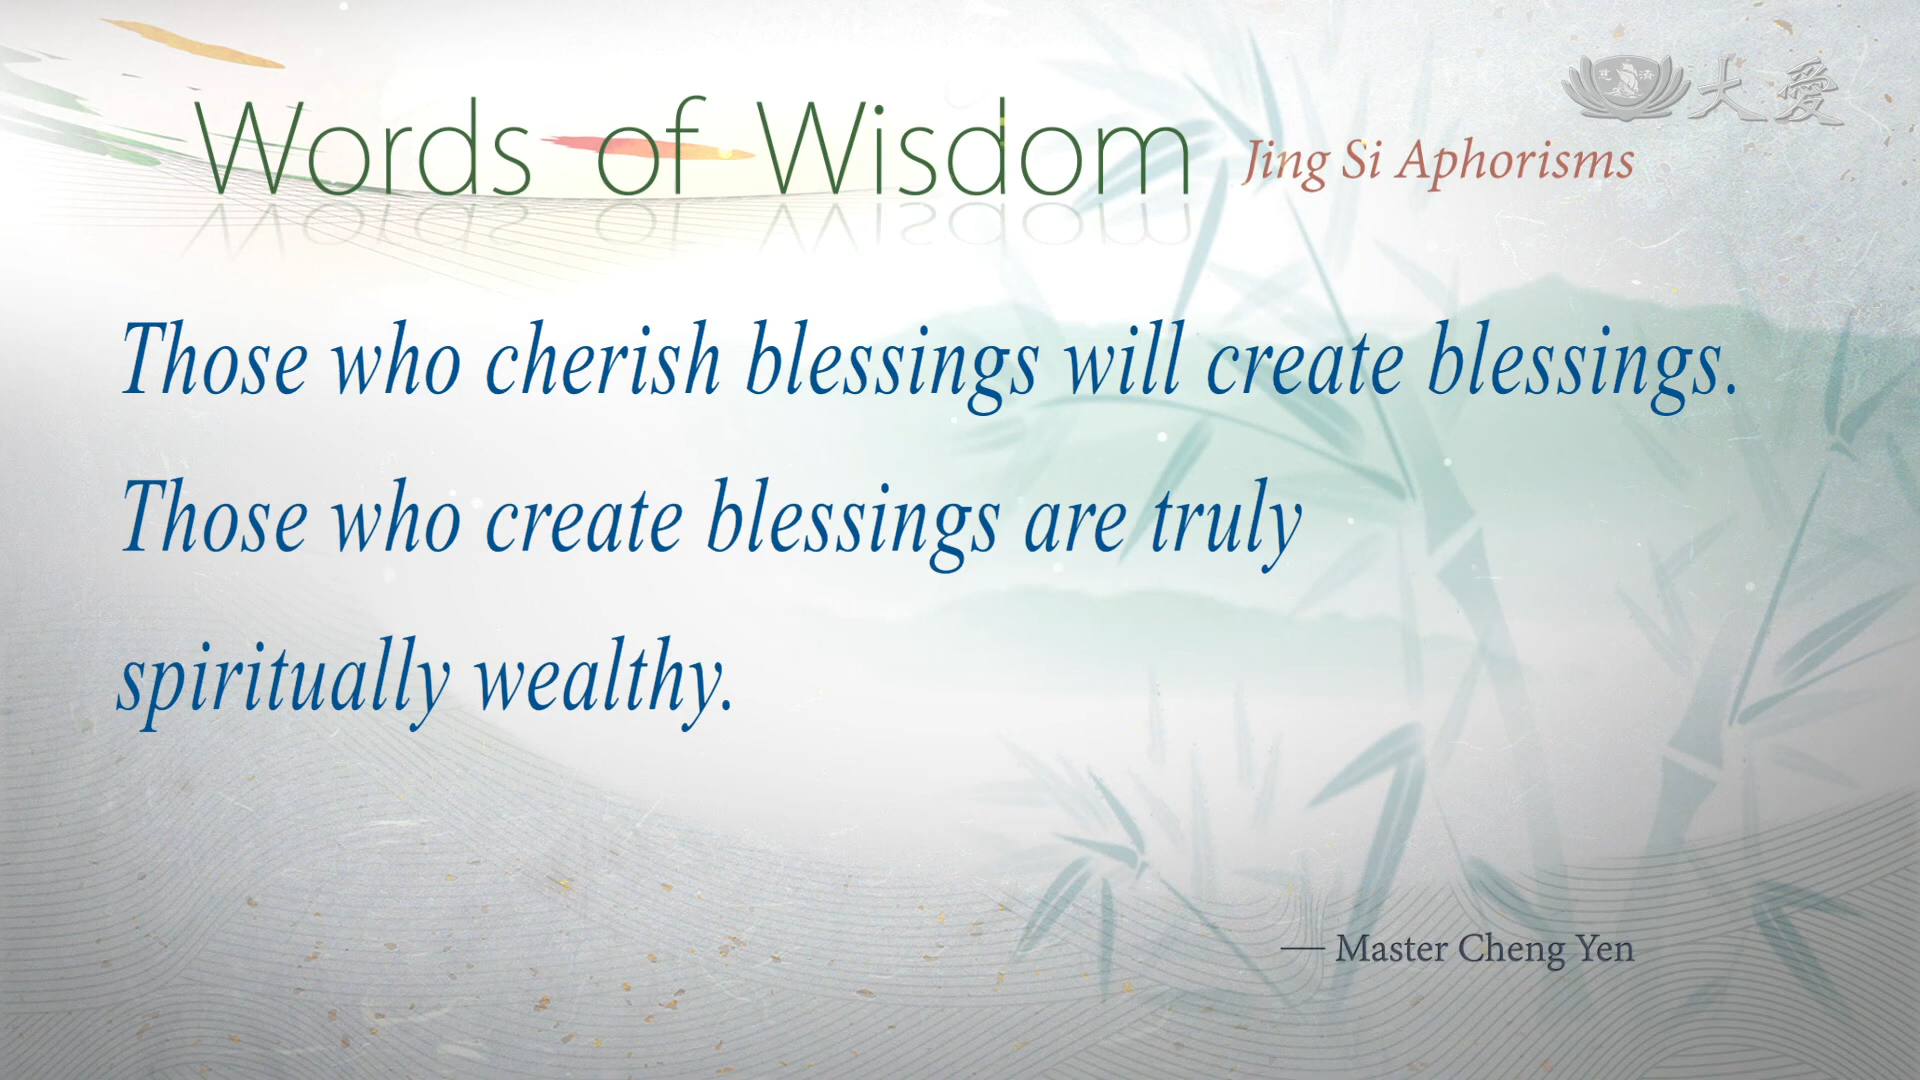 大愛
Words of Wisdom Jing Si Aphorisms
Those who cherish blessings will create blessings.
Those who create blessings are truly
spiritually wealthy.
— Master Cheng Yen